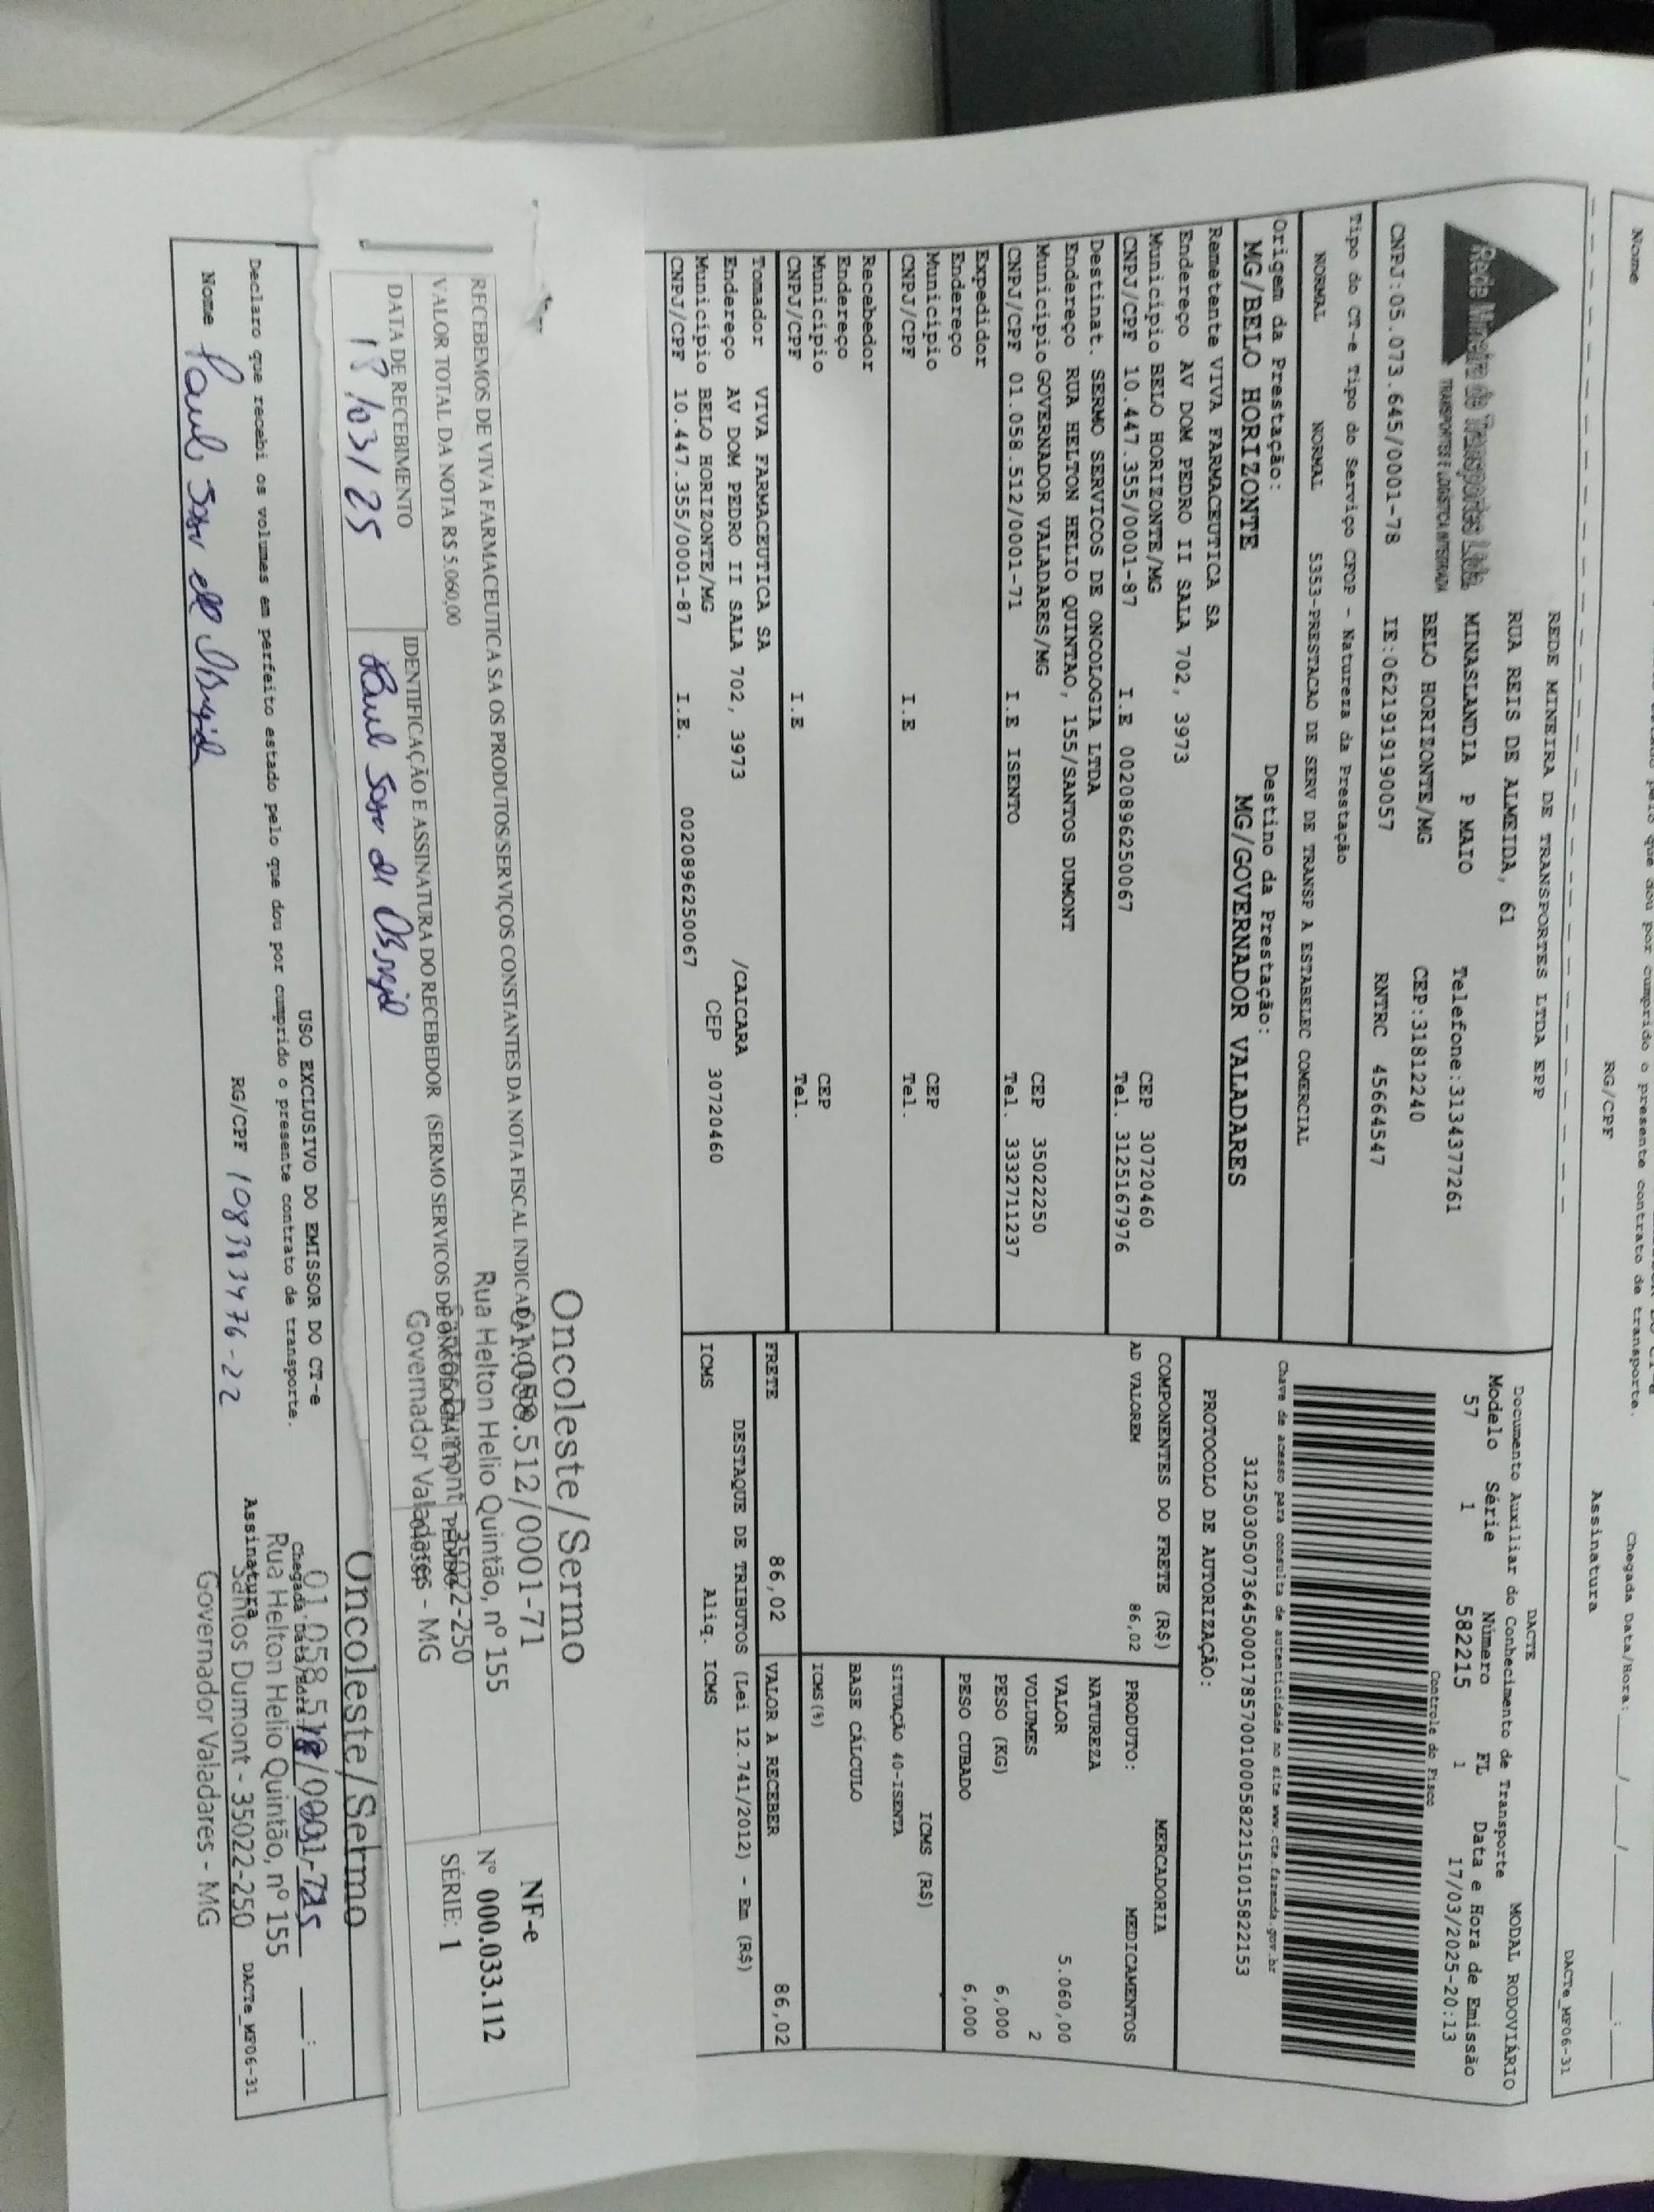 Nome
RG/CPF
Assinatura
Chegada Data/Hora:
DACTe_MF06-31
Rede Mineira de Transportes Ltda.
TRANSPORTES E LOGÍSTICA INTEGRADA
REDE MINEIRA DE TRANSPORTES LTDA EPP
RUA REIS DE ALMEIDA, 61
MINASLANDIA P MAIO Telefone:3134377261
BELO HORIZONTE/MG CEP:31812240
CNPJ:05.073.645/0001-78 IE:0621919190057 RNTRC 45664547
DACTE
Documento Auxiliar do Conhecimento de Transporte
MODAL RODOVIÁRIO
Modelo Série Número FL Data e Hora de Emissão
57 1 58215 1 17/03/2025-20:13
Controle do Fisco
Chave de acesso para consulta de autenticidade no site www.cte.fazenda.gov.br
312503050736450001785700100005822151015822153
PROTOCOLO DE AUTORIZAÇÃO:
Tipo do CT-e Tipo do Serviço CFOP - Natureza da Prestação
NORMAL NORMAL 5353-PRESTACAO DE SERV DE TRANSP A ESTABELEC COMERCIAL
Origem da Prestação: Destino da Prestação:
MG/BELO HORIZONTE MG/GOVERNADOR VALADARES
Remetente VIVA FARMACEUTICA SA
Endereço AV DOM PEDRO II SALA 702, 3973
Município BELO HORIZONTE/MG CEP 30720460
CNPJ/CPF 10.447.355/0001-87 I.E 0020896250067 Tel. 3125167976
Destinat. SERMO SERVICOS DE ONCOLOGIA LTDA
Endereço RUA HELTON HELIO QUINTAO, 155/SANTOS DUMONT
Município GOVERNADOR VALADARES/MG CEP 35022250
CNPJ/CPF 01.058.512/0001-71 I.E ISENTO Tel. 3332711237
Expedidor
Endereço
Município CEP
CNPJ/CPF I.E Tel.
Recebedor
Endereço
Município CEP
CNPJ/CPF I.E Tel.
Tomador VIVA FARMACEUTICA SA
Endereço AV DOM PEDRO II SALA 702, 3973 /CAICARA
Município BELO HORIZONTE/MG CEP 30720460
CNPJ/CPF 10.447.355/0001-87 I.E. 0020896250067
COMPONENTES DO FRETE (R$)
AD VALOREM 86,02
MERCADORIA
PRODUTO: MEDICAMENTOS
NATUREZA
VALOR 5.060,00
VOLUMES 2
PESO (KG) 6,000
PESO CUBADO 6,000
ICMS (R$)
SITUAÇÃO 40-ISENTA
BASE CÁLCULO
ICMS(%)
FRETE 86,02 VALOR A RECEBER 86,02
DESTAQUE DE TRIBUTOS (Lei 12.741/2012) - Em (R$)
ICMS Aliq. ICMS
Oncoleste/Sermo
01.058.512/0001-71
Rua Helton Helio Quintão, nº 155
Santos Dumont - 35022-250
Governador Valadares - MG
RECEBEMOS DE VIVA FARMACEUTICA SA OS PRODUTOS/SERVIÇOS CONSTANTES DA NOTA FISCAL INDICADA AO LADO.
VALOR TOTAL DA NOTA R$ 5.060,00
DATA DE RECEBIMENTO
18/03/25
IDENTIFICAÇÃO E ASSINATURA DO RECEBEDOR (SERMO SERVICOS DE ONCOLOGIA LTDA)
NF-e
Nº 000.033.112
SÉRIE: 1
USO EXCLUSIVO DO EMISSOR DO CT-e
Declaro que recebi os volumes em perfeito estado pelo que dou por cumprido o presente contrato de transporte.
Nome
RG/CPF
Assinatura
Chegada Data/Hora:
Oncoleste/Sermo
01.058.512/0001-71
Rua Helton Helio Quintão, nº 155
Santos Dumont - 35022-250
Governador Valadares - MG
DACTe_MF06-31